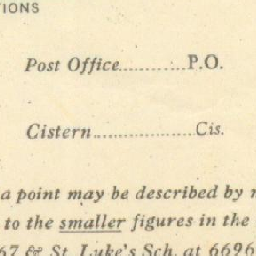 IONS
Post Office............P.O.
Cistern..................Cis.
a point may be described by
to the smaller figures in the
67 & St. Luke's Sch. at 6696